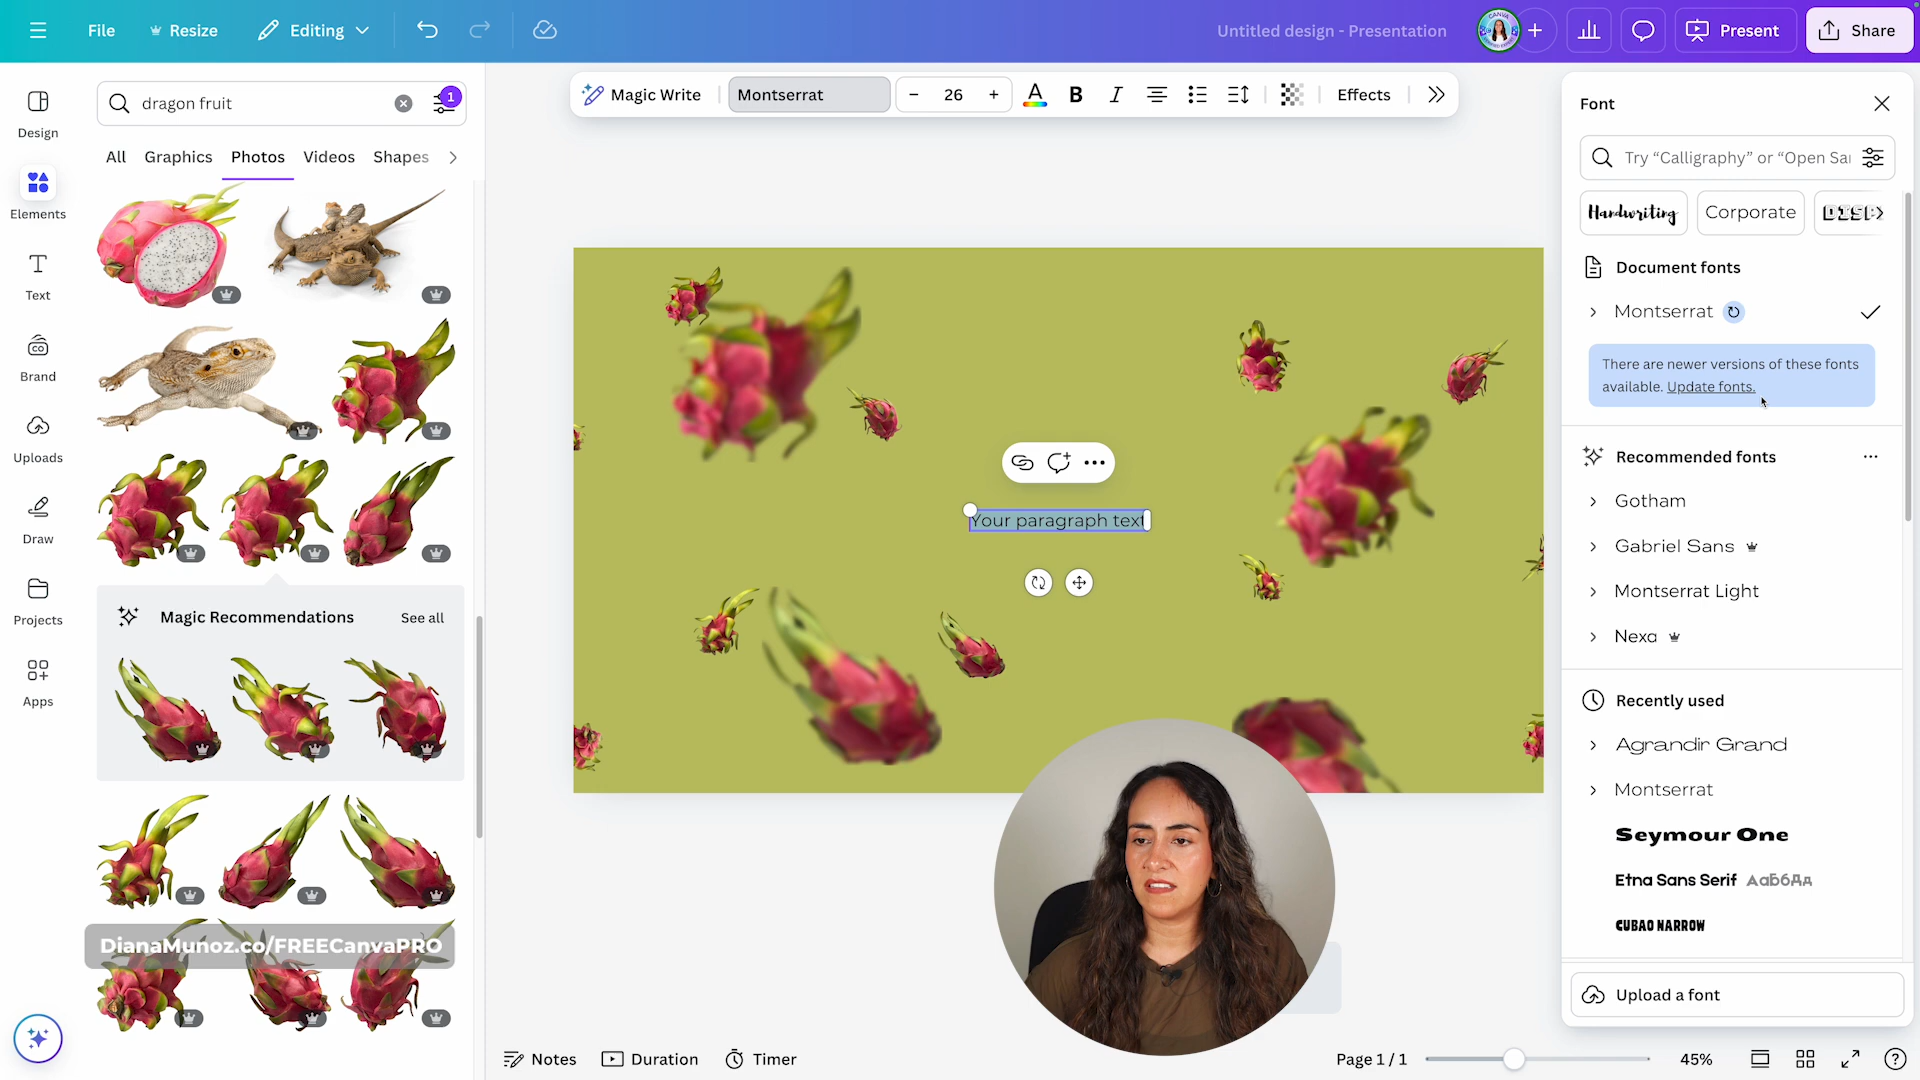 File
Resize
Editing
Untitled design - Presentation
Present
Share
Design
Elements
Text
Brand
Uploads
Draw
Projects
Apps
dragon fruit
1
All Graphics Photos Videos Shapes
Magic Recommendations
See all
DianaMunoz.co/FREECanvaPRO
Magic Write
Montserrat
− 26 +
A
B
I
Effects
Your paragraph text
Font
Try “Calligraphy” or “Open Sa
Handwriting
Corporate
Document fonts
Montserrat
There are newer versions of these fonts
available. Update fonts.
Recommended fonts
Gotham
Gabriel Sans
Montserrat Light
Nexa
Recently used
Agrandir Grand
Montserrat
Seymour One
Etna Sans Serif АаБбДд
CUBAO NARROW
Upload a font
Notes
Duration
Timer
Page 1 / 1
45%